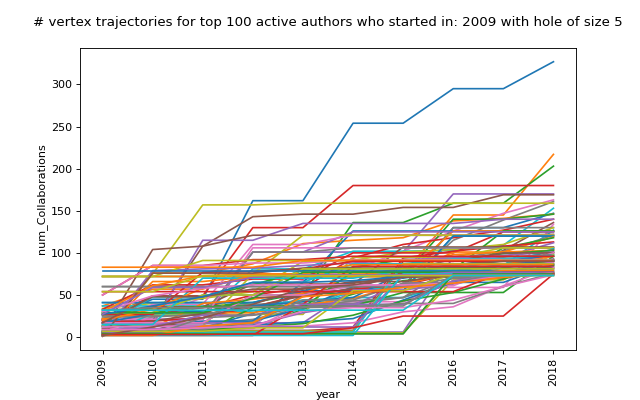 # vertex trajectories for top 100 active authors who started in: 2009 with hole of size 5
num_Collaborations
300
250
200
150
100
50
0
2009 2010 2011 2012 2013 2014 2015 2016 2017 2018
year